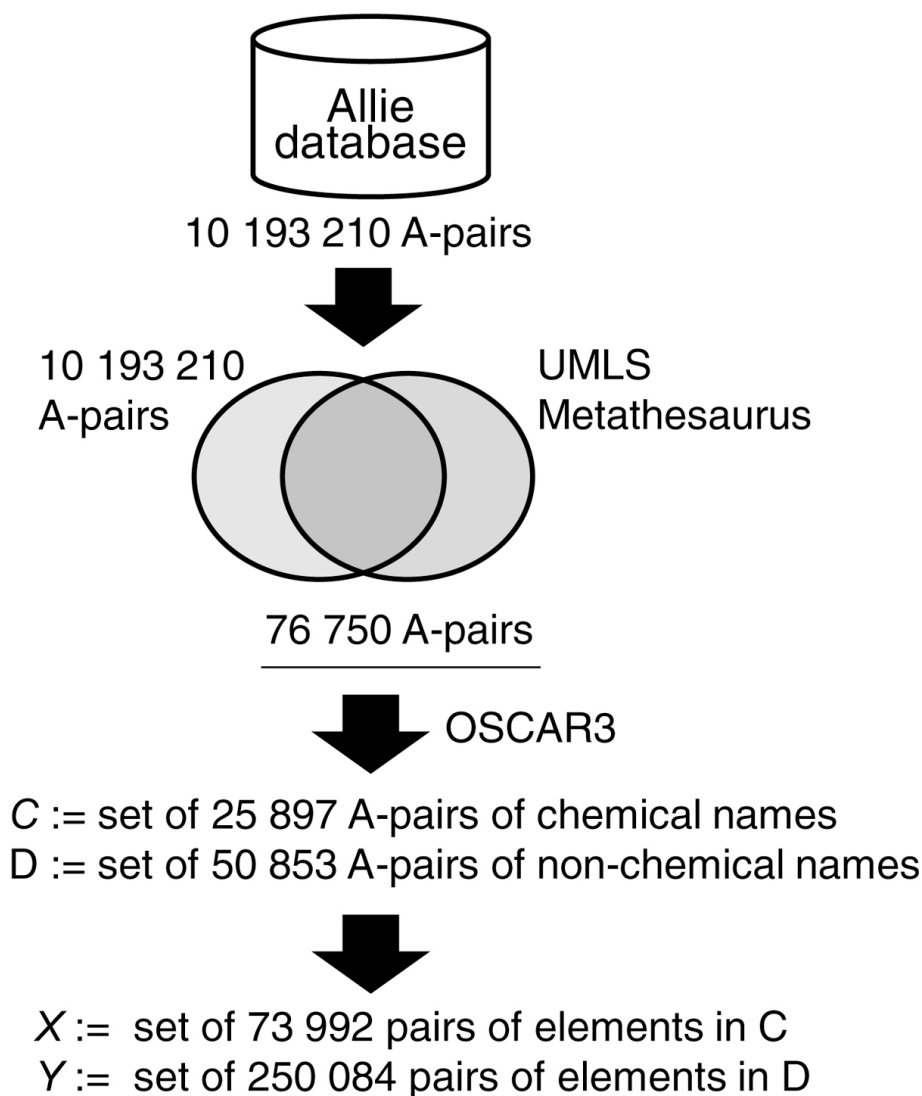 Allie
database
10 193 210 A-pairs
10 193 210
A-pairs
UMLS
Metathesaurus
76 750 A-pairs
OSCAR3
C := set of 25 897 A-pairs of chemical names
D := set of 50 853 A-pairs of non-chemical names
X := set of 73 992 pairs of elements in C
Y := set of 250 084 pairs of elements in D